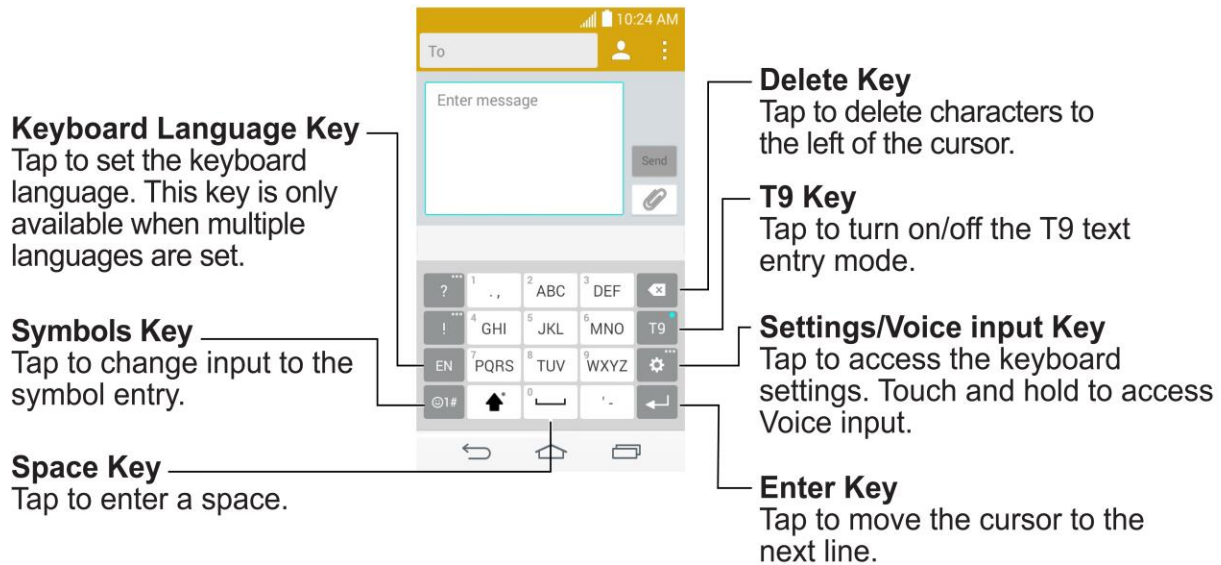 10:24 AM
To
Enter message
Send
Keyboard Language Key
Tap to set the keyboard
language. This key is only
available when multiple
languages are set.
Symbols Key
Tap to change input to the
symbol entry.
Space Key
Tap to enter a space.
? 1 . , 2 ABC 3 DEF
! 4 GHI 5 JKL 6 MNO T9
EN 7 PQRS 8 TUV 9 WXYZ
☺1# * 0 ' -
Delete Key
Tap to delete characters to
the left of the cursor.
T9 Key
Tap to turn on/off the T9 text
entry mode.
Settings/Voice input Key
Tap to access the keyboard
settings. Touch and hold to access
Voice input.
Enter Key
Tap to move the cursor to the
next line.